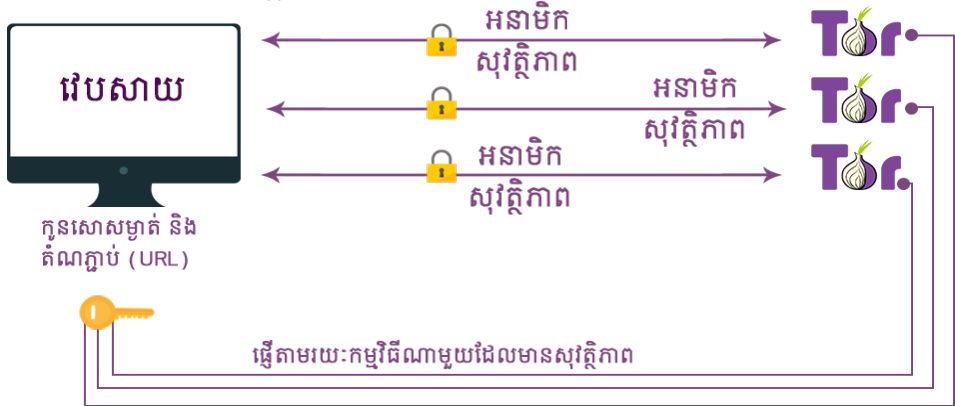 អនាមិក
Tor
សុវត្ថិភាព
វេបសាយ
អនាមិក
Tor
សុវត្ថិភាព
អនាមិក
Tor
សុវត្ថិភាព
កូនសោសម្ងាត់ និង
តំណភ្ជាប់ (URL)
ផ្ញើតាមរយៈកម្មវិធីណាមួយដែលមានសុវត្ថិភាព